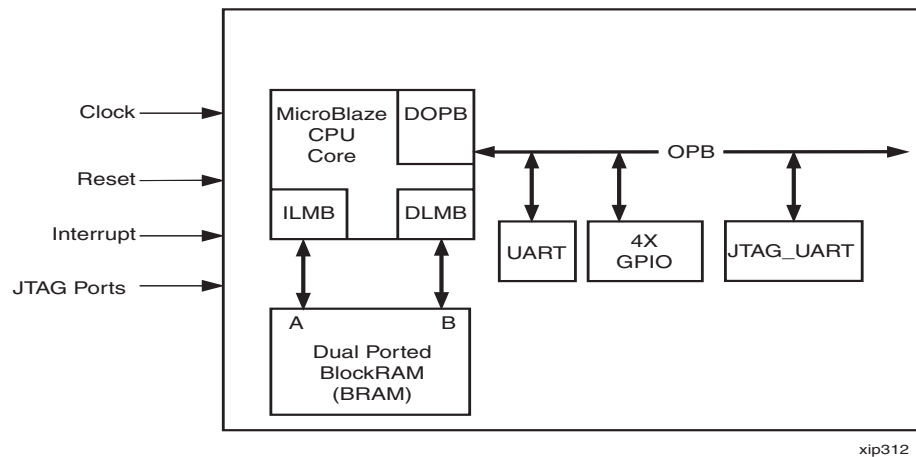 Clock
Reset
Interrupt
JTAG Ports
MicroBlaze
CPU
Core
DOPB
ILMB
DLMB
OPB
UART
4X
GPIO
JTAG_UART
A
B
Dual Ported
BlockRAM
(BRAM)
xip312